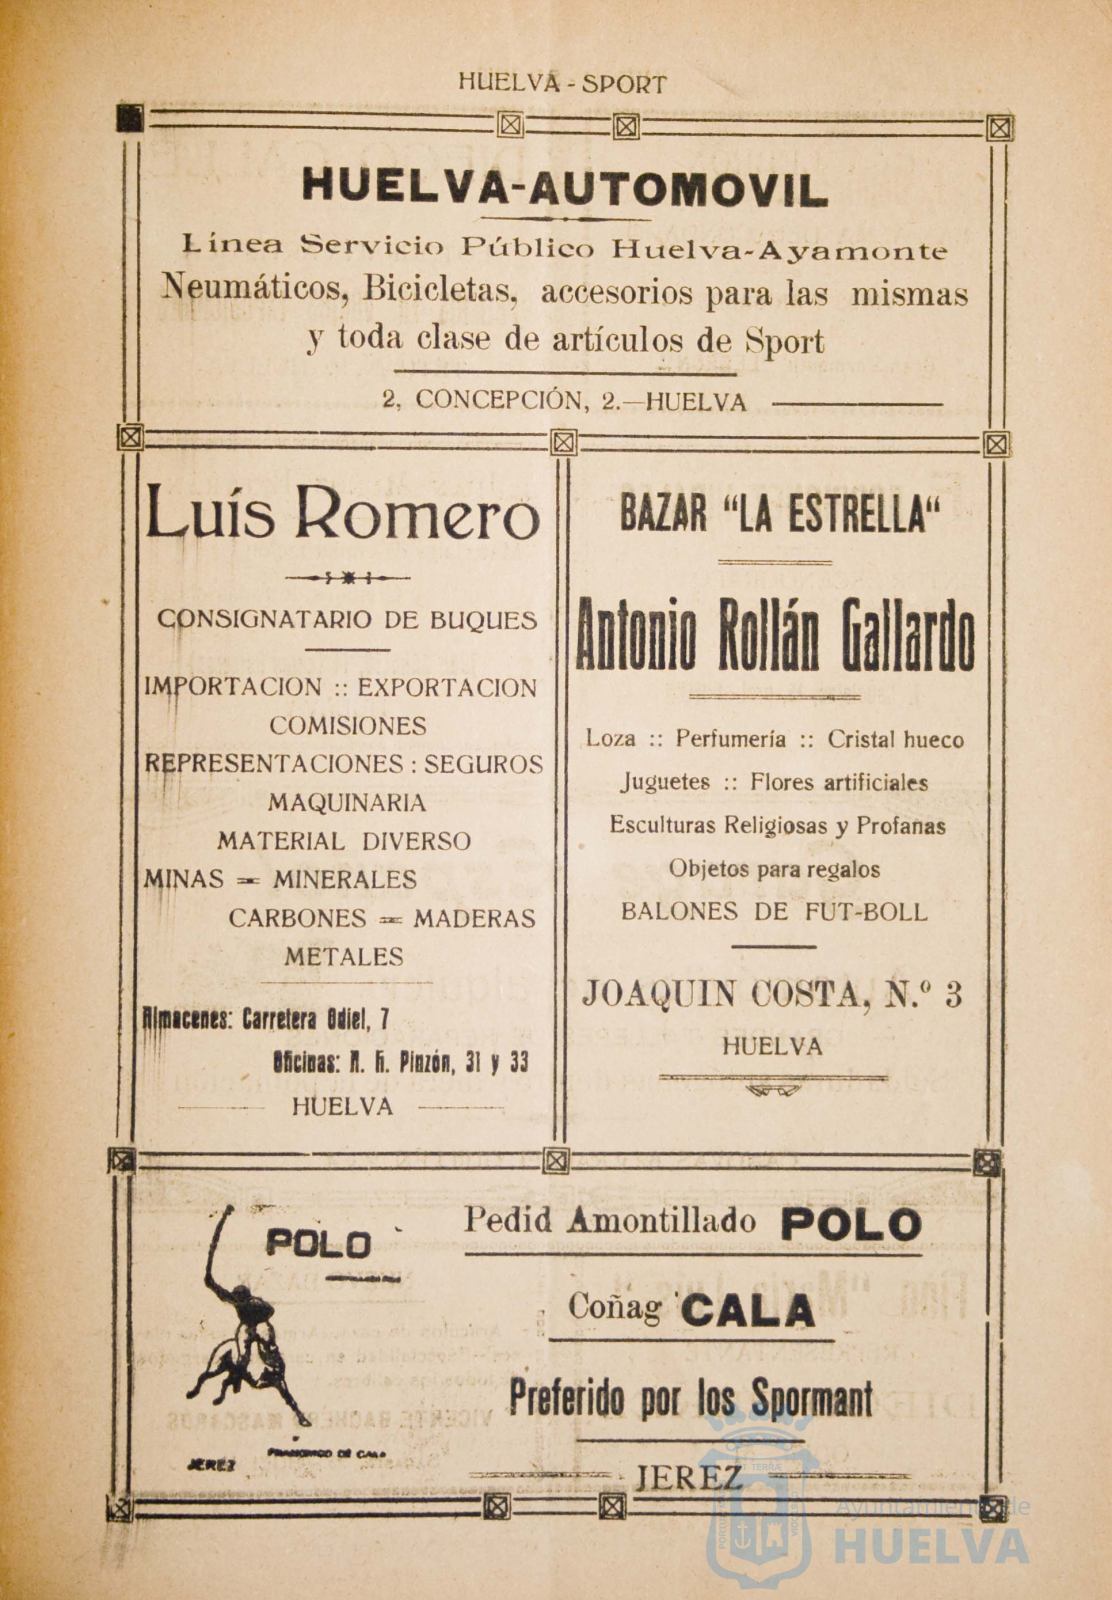 HUELVA - SPORT
HUELVA-AUTOMOVIL
Línea Servicio Público Huelva-Ayamonte
Neumáticos, Bicicletas, accesorios para las mismas
y toda clase de artículos de Sport
2, CONCEPCIÓN, 2.—HUELVA
Luís Romero
CONSIGNATARIO DE BUQUES
IMPORTACION :: EXPORTACION
COMISIONES
REPRESENTACIONES : SEGUROS
MAQUINARIA
MATERIAL DIVERSO
MINAS = MINERALES
CARBONES = MADERAS
METALES
Almacenes: Carretera Odiel, 7
Oficinas: A. H. Pinzón, 31 y 33
HUELVA
BAZAR “LA ESTRELLA“
Antonio Rollán Gallardo
Loza :: Perfumería :: Cristal hueco
Juguetes :: Flores artificiales
Esculturas Religiosas y Profanas
Objetos para regalos
BALONES DE FUT-BOLL
JOAQUIN COSTA, N.º 3
HUELVA
POLO
FRANCISCO DE CALA
JEREZ
Pedid Amontillado POLO
Coñag CALA
Preferido por los Spormant
JEREZ
Ayuntamiento de
HUELVA